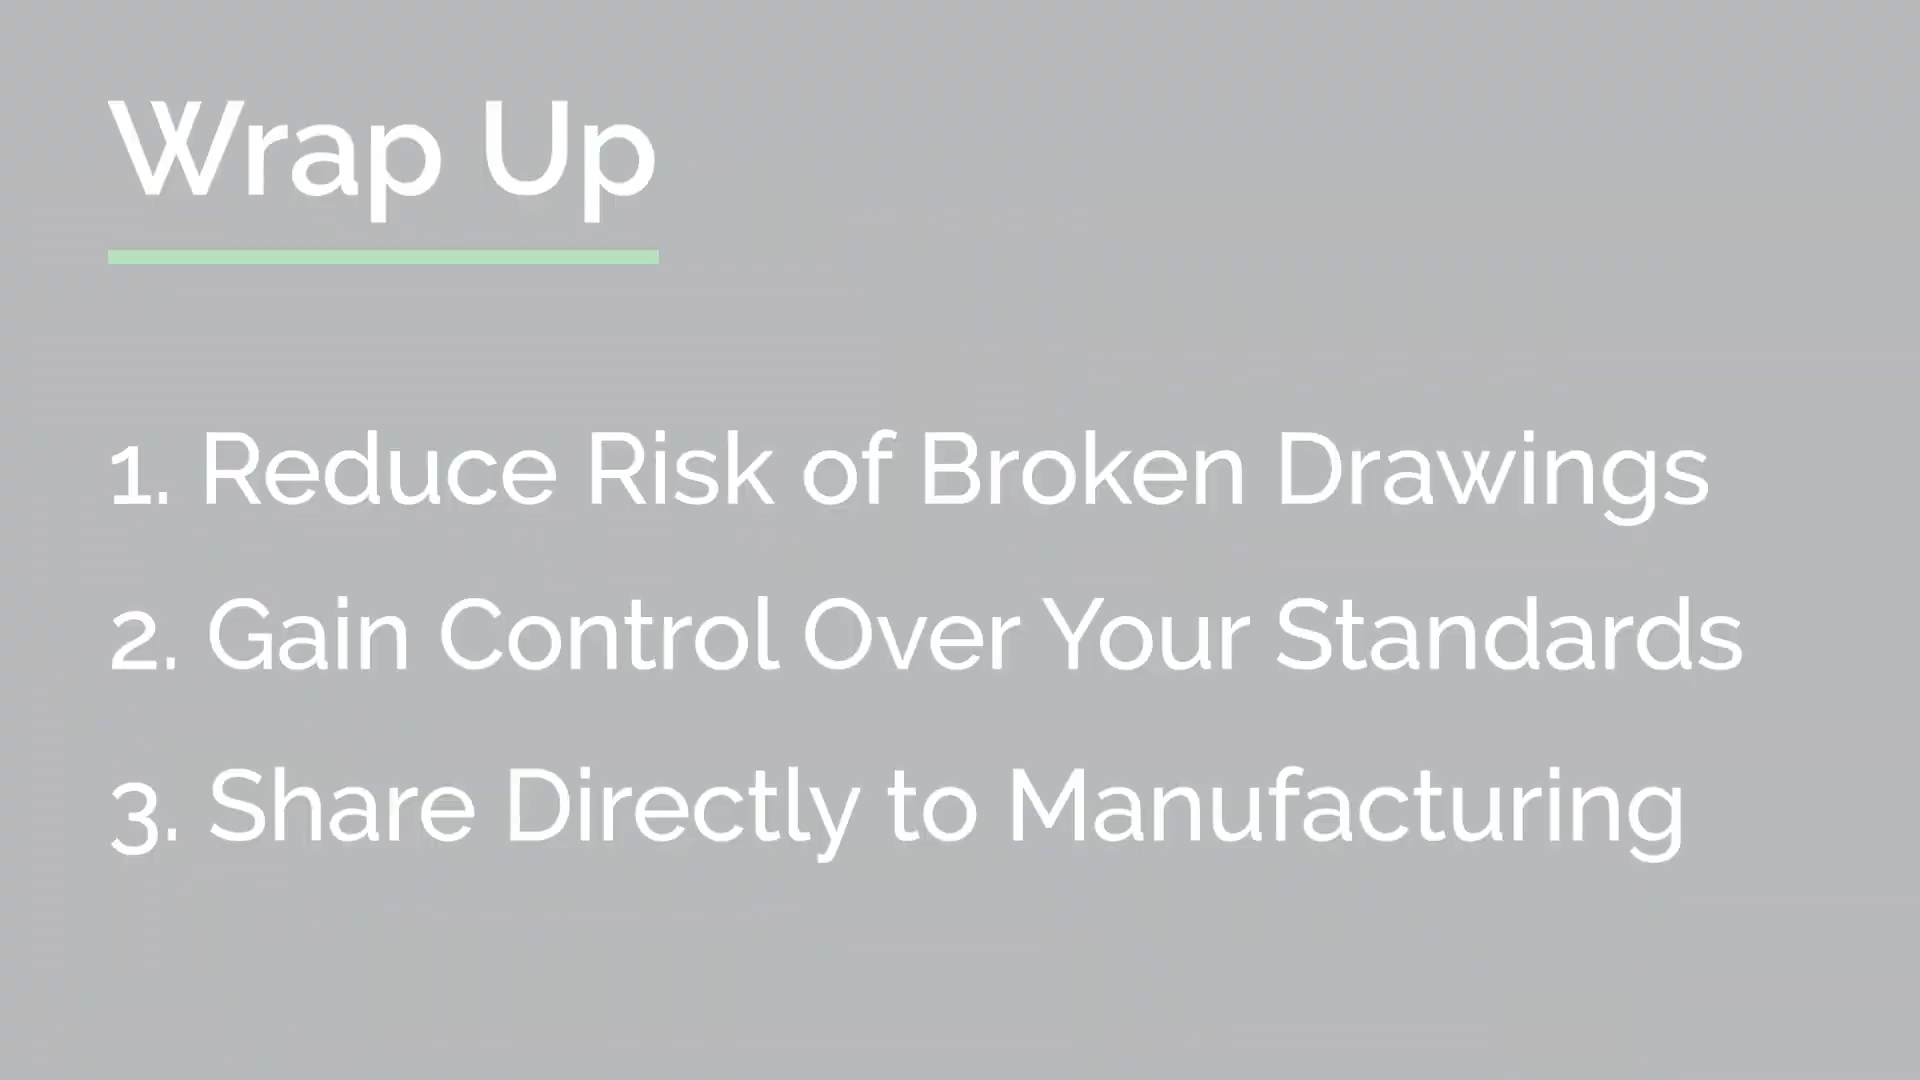 Wrap Up
1. Reduce Risk of Broken Drawings
2. Gain Control Over Your Standards
3. Share Directly to Manufacturing